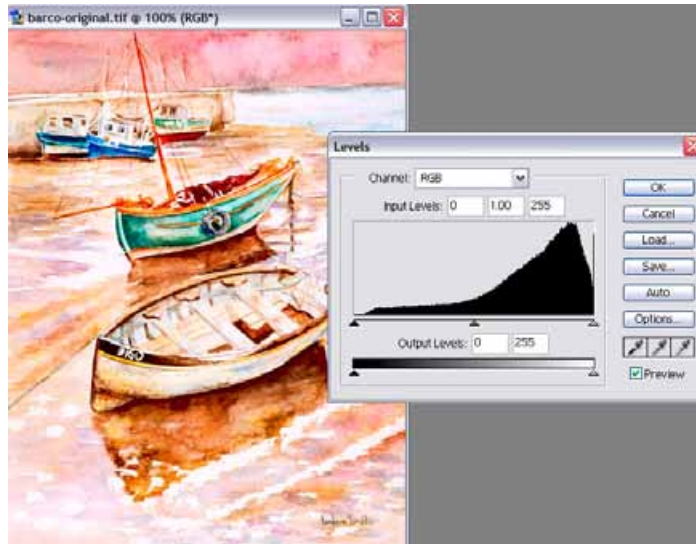 barco-original.tif @ 100% (RGB*)
Levels
Channel: RGB
Input Levels: 0 1.00 255
Output Levels: 0 255
OK
Cancel
Load...
Save...
Auto
Options...
Preview